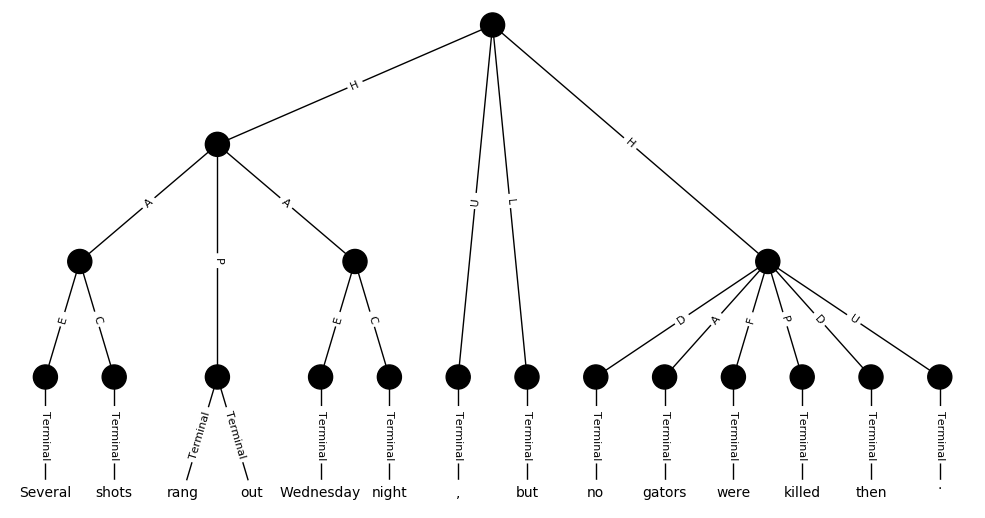 H
U
L
H
A
P
A
E
C
E
C
D
A
F
P
D
U
Terminal Terminal Terminal Terminal Terminal Terminal Terminal Terminal Terminal Terminal Terminal Terminal Terminal Terminal
Several shots rang out Wednesday night , but no gators were killed then .